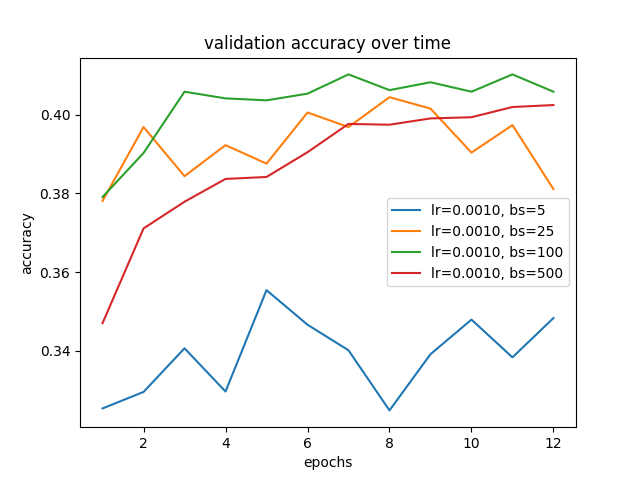 validation accuracy over time
accuracy
0.40
0.38
0.36
0.34
lr=0.0010, bs=5
lr=0.0010, bs=25
lr=0.0010, bs=100
lr=0.0010, bs=500
2 4 6 8 10 12
epochs